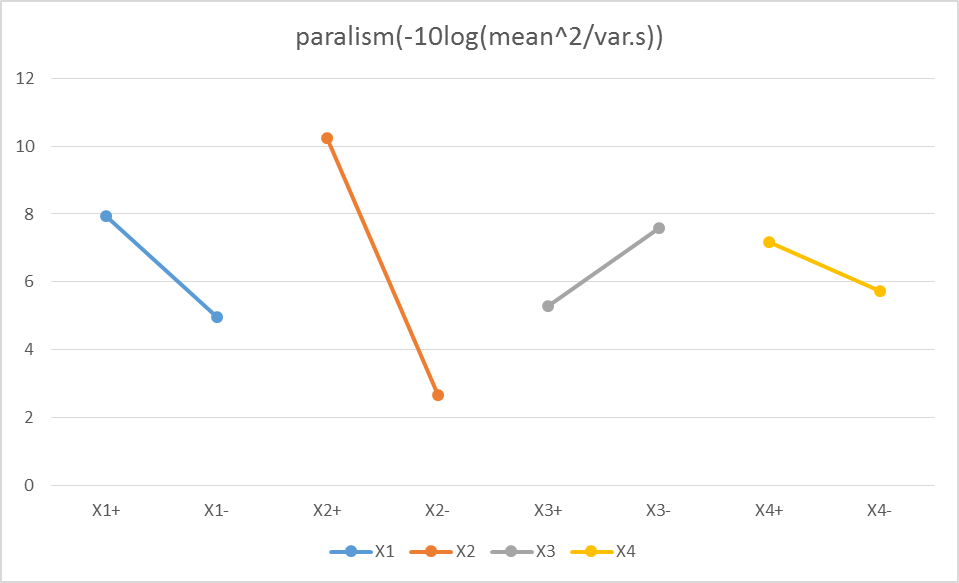 paralism(-10log(mean^2/var.s))
12
10
8
6
4
2
0
X1+ X1- X2+ X2- X3+ X3- X4+ X4-
X1 X2 X3 X4